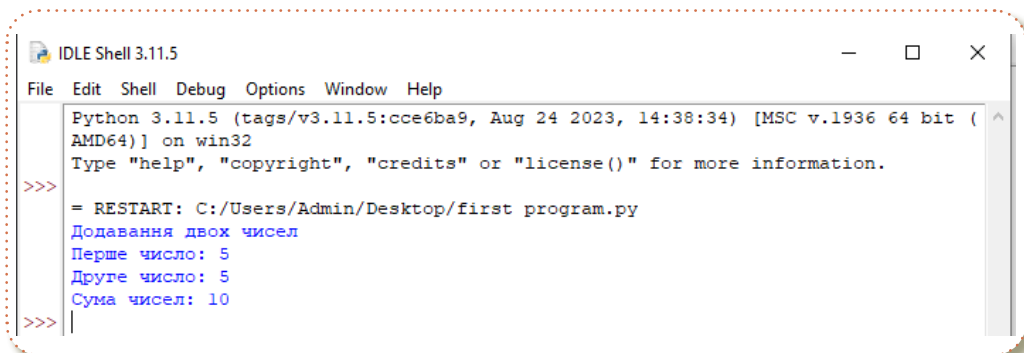 IDLE Shell 3.11.5
File Edit Shell Debug Options Window Help
Python 3.11.5 (tags/v3.11.5:cce6ba9, Aug 24 2023, 14:38:34) [MSC v.1936 64 bit (
AMD64)] on win32
Type "help", "copyright", "credits" or "license()" for more information.
>>>
= RESTART: C:/Users/Admin/Desktop/first program.py
Додавання двох чисел
Перше число: 5
Друге число: 5
Сума чисел: 10
>>>